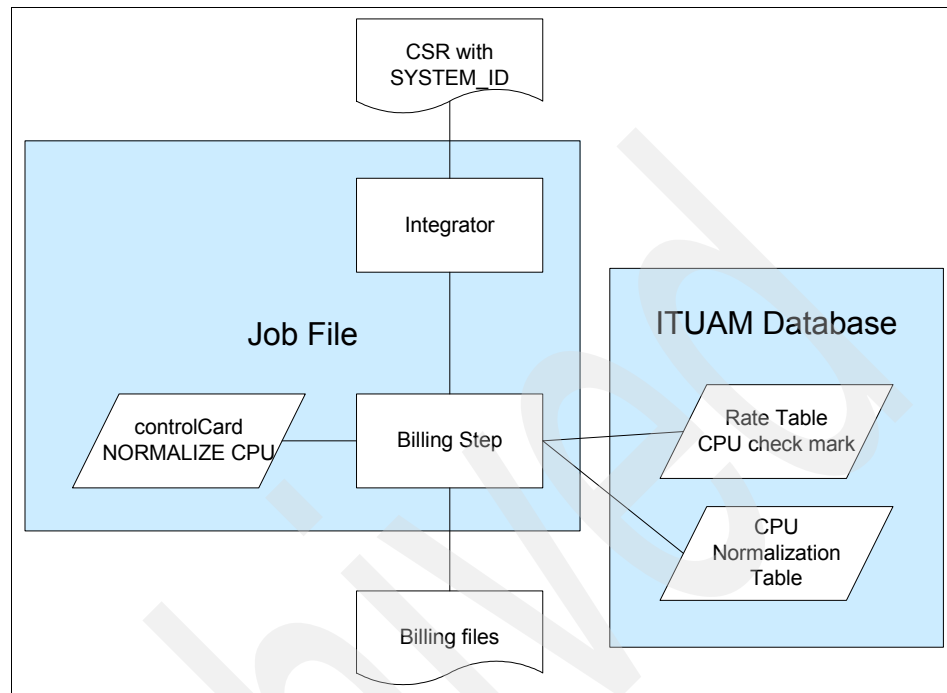 CSR with
SYSTEM_ID
Integrator
Job File
ITUAM Database
controlCard
NORMALIZE CPU
Billing Step
Rate Table
CPU check mark
CPU
Normalization
Table
Billing files